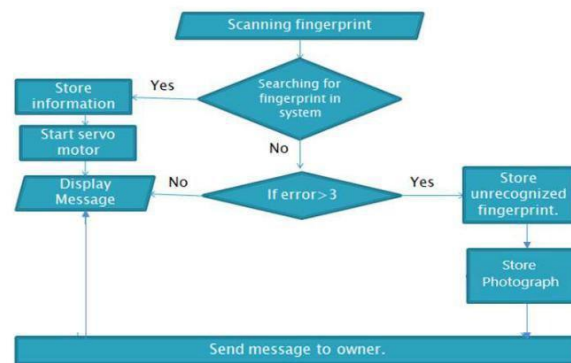 Scanning fingerprint
Searching for
fingerprint in
system
Yes
Store
information
Start servo
motor
Display
Message
No
No
If error>3
Yes
Store
unrecognized
fingerprint.
Store
Photograph
Send message to owner.